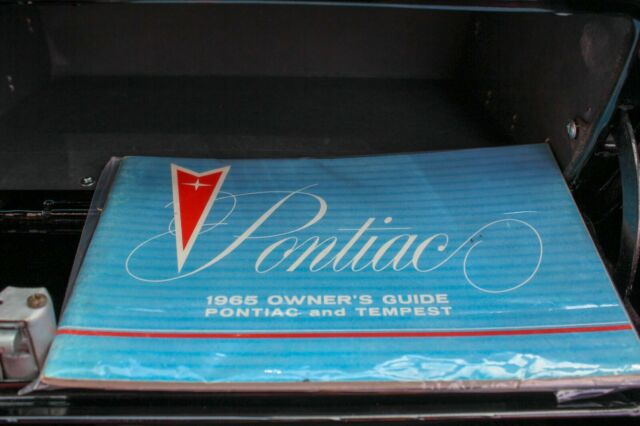 Pontiac
1965 OWNER'S GUIDE
PONTIAC and TEMPEST